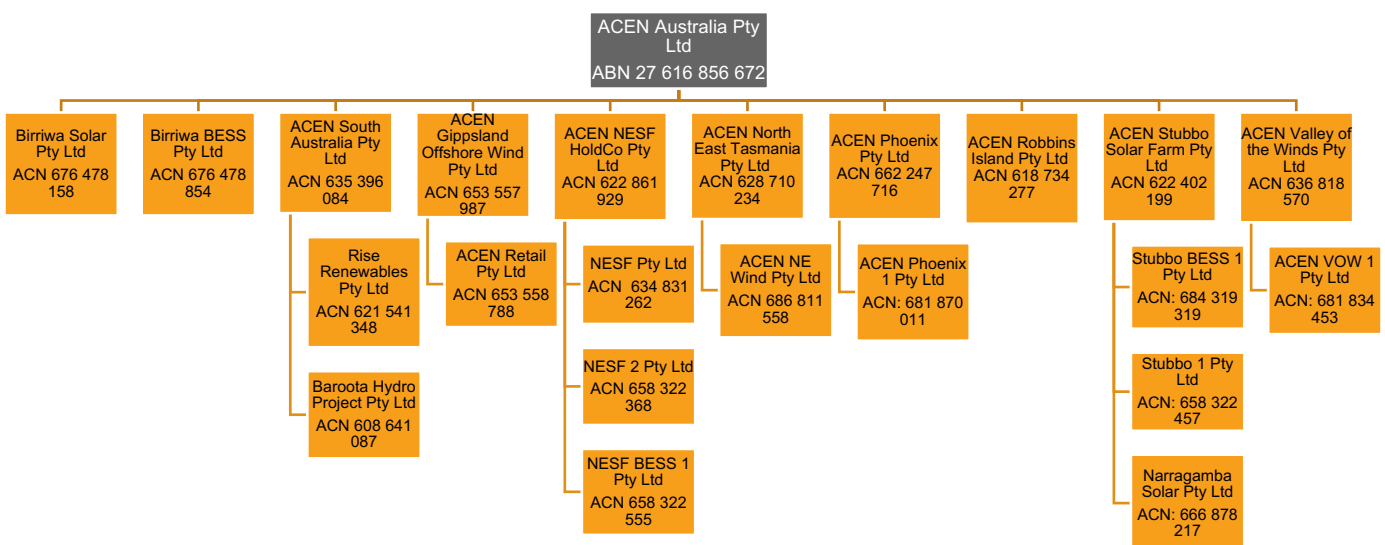 ACEN Australia Pty
Ltd
ABN 27 616 856 672
Birriwa Solar
Pty Ltd
ACN 676 478
158
Birriwa BESS
Pty Ltd
ACN 676 478
854
ACEN South
Australia Pty
Ltd
ACN 635 396
084
ACEN
Gippsland
Offshore Wind
Pty Ltd
ACN 653 557
987
ACEN NESF
HoldCo Pty
Ltd
ACN 622 861
929
ACEN North
East Tasmania
Pty Ltd
ACN 628 710
234
ACEN Phoenix
Pty Ltd
ACN 662 247
716
ACEN Robbins
Island Pty Ltd
ACN 618 734
277
ACEN Stubbo
Solar Farm Pty
Ltd
ACN 622 402
199
ACEN Valley of
the Winds Pty
Ltd
ACN 636 818
570
Rise
Renewables
Pty Ltd
ACN 621 541
348
Baroota Hydro
Project Pty Ltd
ACN 608 641
087
ACEN Retail
Pty Ltd
ACN 653 558
788
NESF Pty Ltd
ACN 634 831
262
NESF 2 Pty Ltd
ACN 658 322
368
NESF BESS 1
Pty Ltd
ACN 658 322
555
ACEN NE
Wind Pty Ltd
ACN 686 811
558
ACEN Phoenix
1 Pty Ltd
ACN: 681 870
011
Stubbo BESS 1
Pty Ltd
ACN: 684 319
319
Stubbo 1 Pty
Ltd
ACN: 658 322
457
Narragamba
Solar Pty Ltd
ACN: 666 878
217
ACEN VOW 1
Pty Ltd
ACN: 681 834
453